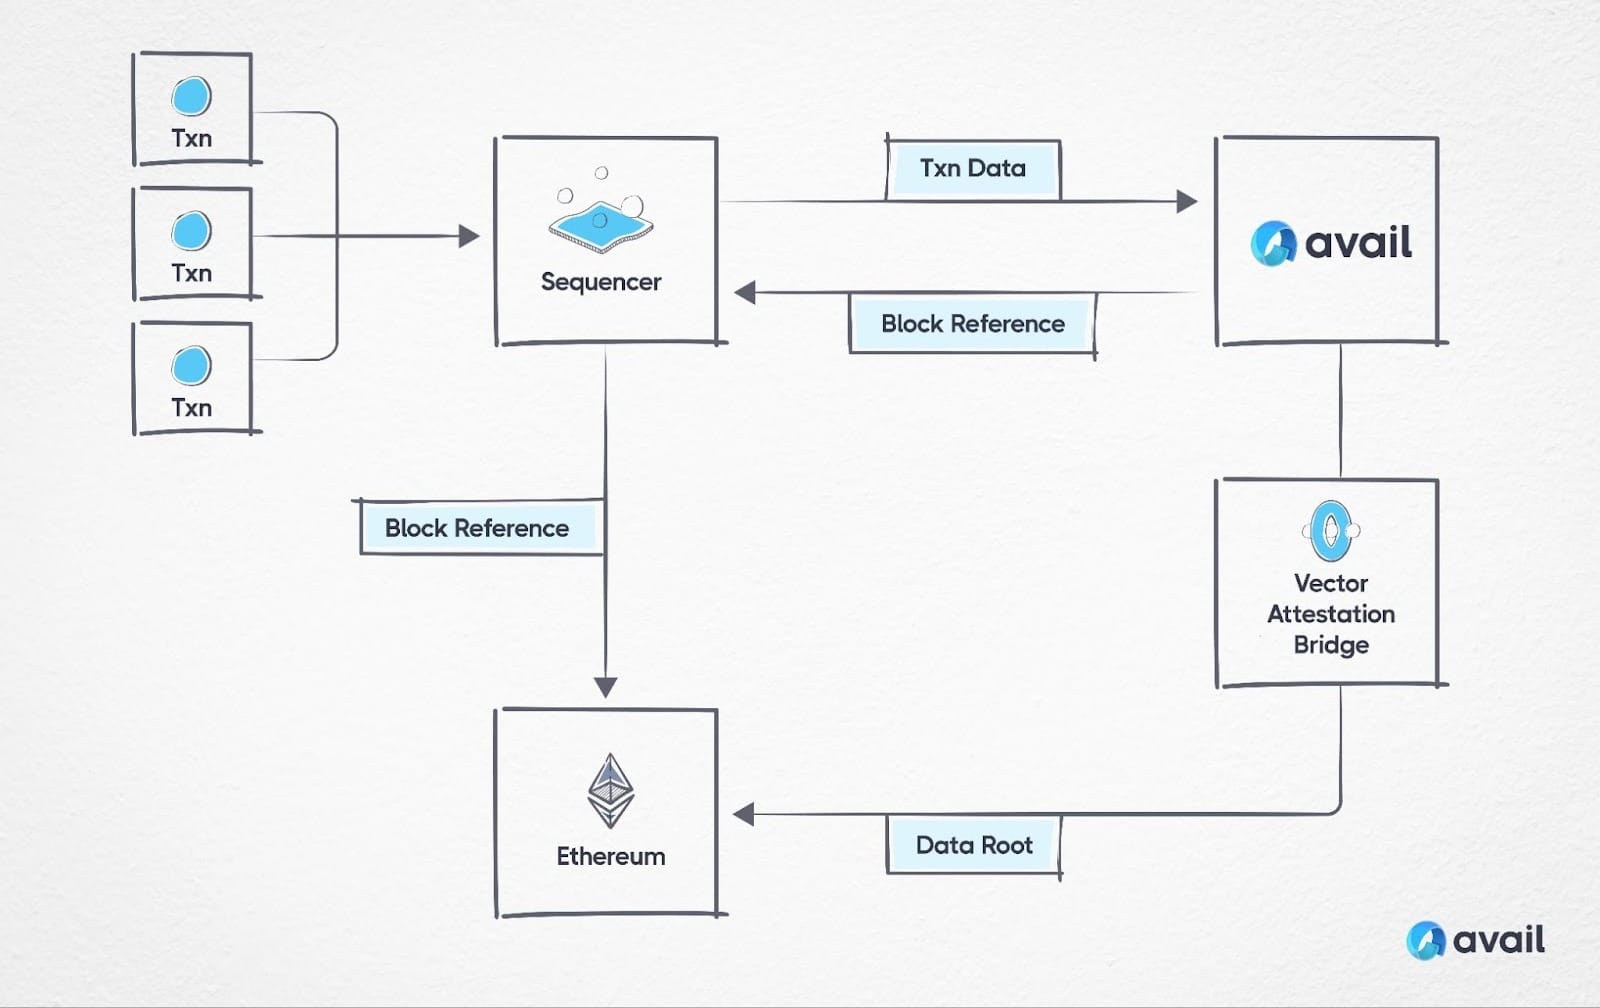 Txn
Txn
Txn
Sequencer
Txn Data
Block Reference
avail
Block Reference
Vector
Attestation
Bridge
Ethereum
Data Root
avail